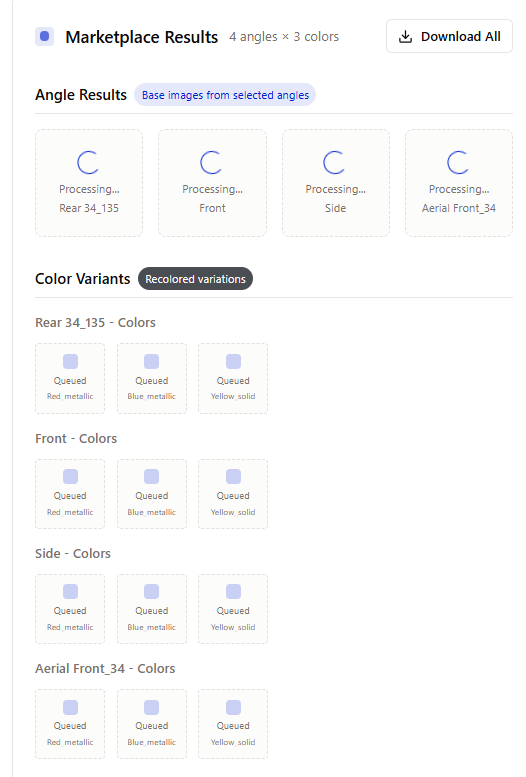 Marketplace Results 4 angles × 3 colors Download All
Angle Results Base images from selected angles
Processing... Processing... Processing... Processing...
Rear 34_135 Front Side Aerial Front_34
Color Variants Recolored variations
Rear 34_135 - Colors
Queued Queued Queued
Red_metallic Blue_metallic Yellow_solid
Front - Colors
Queued Queued Queued
Red_metallic Blue_metallic Yellow_solid
Side - Colors
Queued Queued Queued
Red_metallic Blue_metallic Yellow_solid
Aerial Front_34 - Colors
Queued Queued Queued
Red_metallic Blue_metallic Yellow_solid